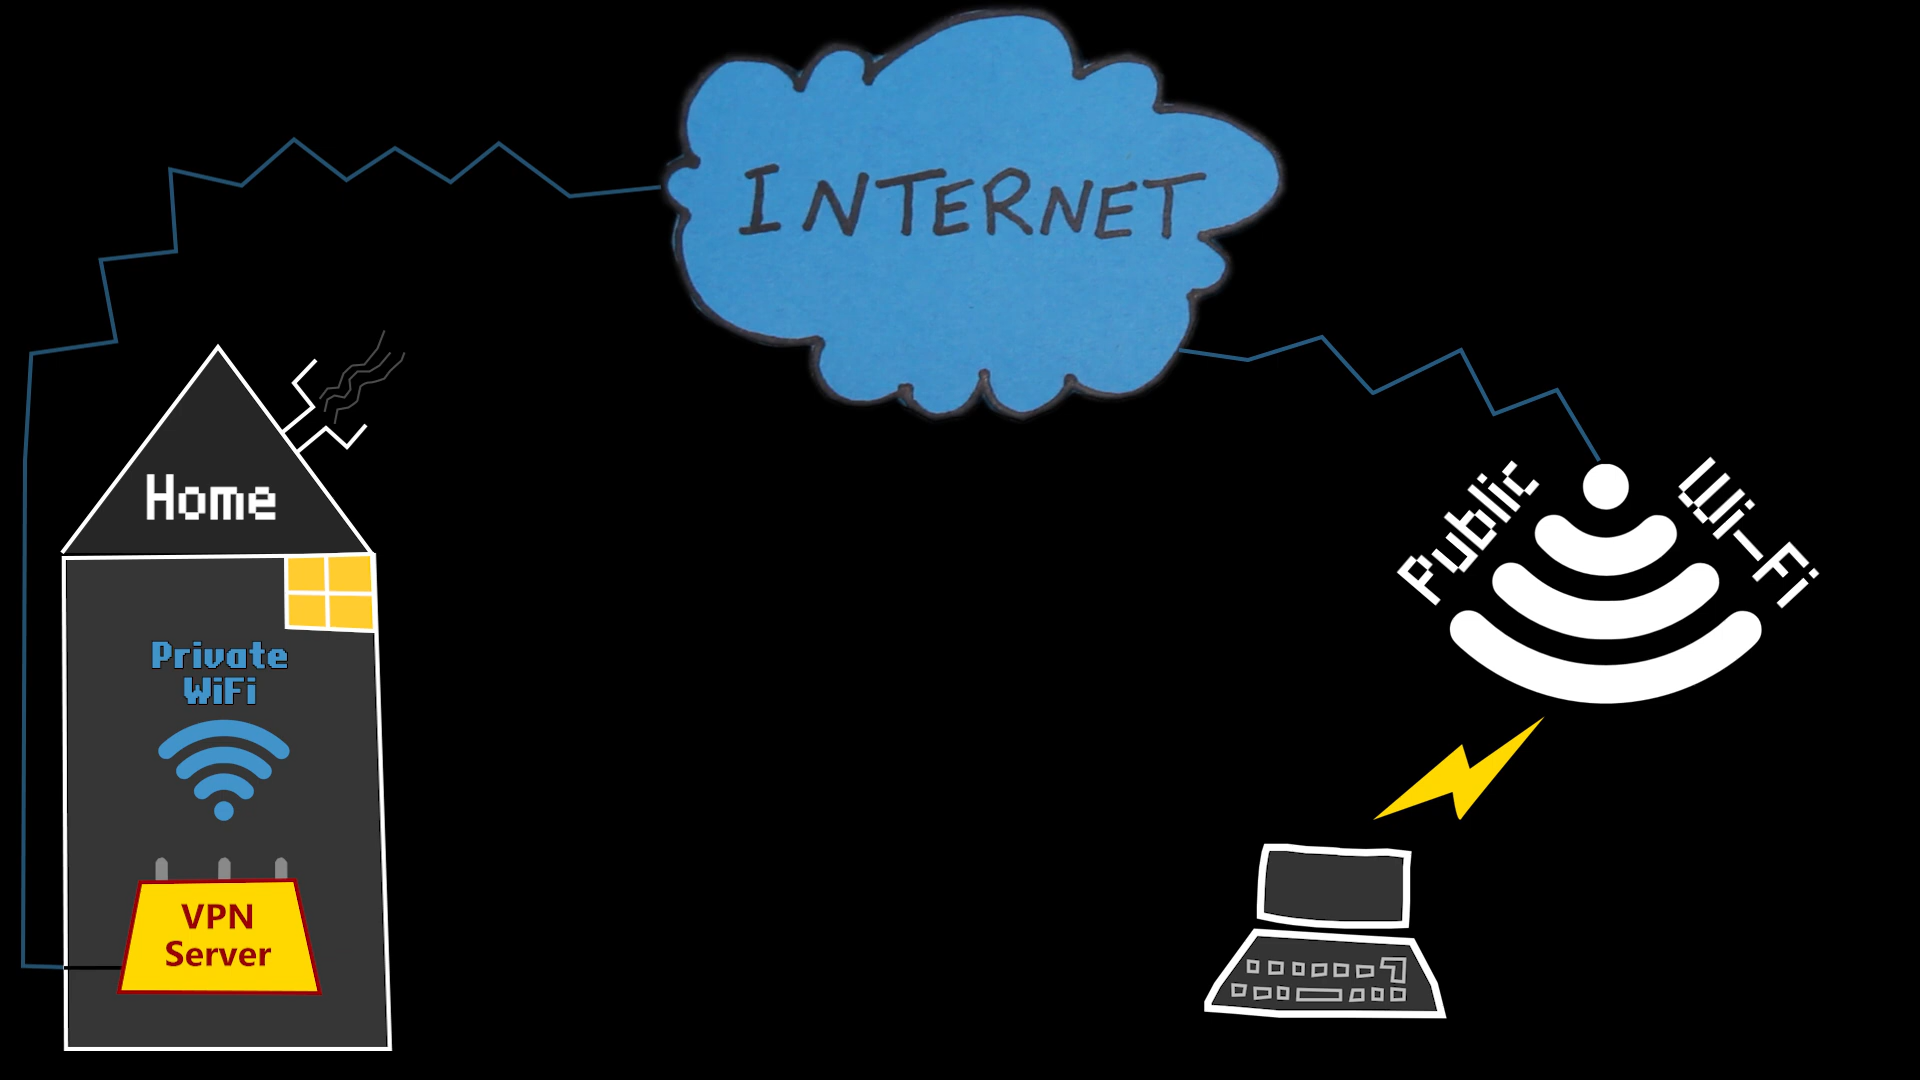 INTERNET
Home
Public Wi-Fi
Private
WiFi
VPN
Server